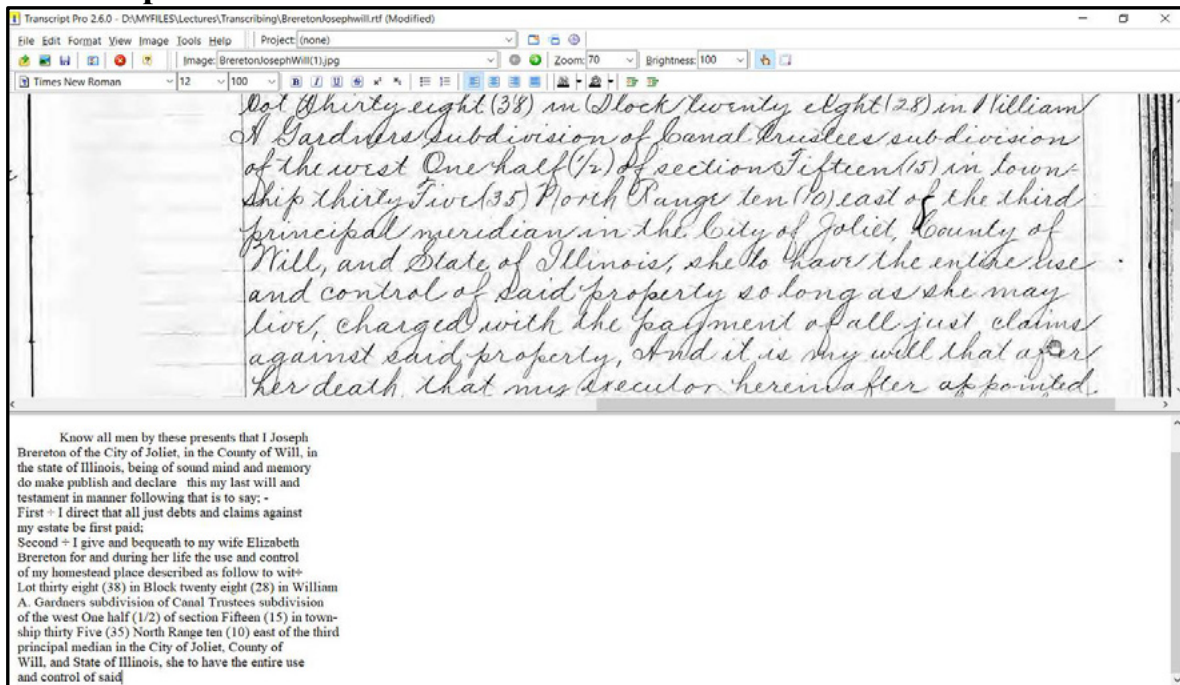 Transcript Pro 2.6.0 - D:\MYFILES\Lectures\Transcribing\BreretonJosephwill.rtf (Modified)
File Edit Format View Image Tools Help Project: (none)
Image: BreretonJosephWill(1).jpg Zoom: 70 Brightness: 100
Times New Roman 12 100 B I U S x² x₂
Lot Thirty eight (38) in Block twenty eight (28) in William
A Gardners subdivision of Canal Trustees subdivision
of the west One half (1/2) of section Fifteen (15) in town-
ship thirty Five (35) North Range ten (10) east of the third
principal meridian in the City of Joliet, County of
Will, and State of Illinois, she to have the entire use
and control of said property so long as she may
live, charged with the payment of all just claims
against said property, And it is my will that after
her death that my executor hereinafter appointed
Know all men by these presents that I Joseph
Brereton of the City of Joliet, in the County of Will, in
the state of Illinois, being of sound mind and memory
do make publish and declare this my last will and
testament in manner following that is to say; -
First ÷ I direct that all just debts and claims against
my estate be first paid;
Second ÷ I give and bequeath to my wife Elizabeth
Brereton for and during her life the use and control
of my homestead place described as follow to wit÷
Lot thirty eight (38) in Block twenty eight (28) in William
A. Gardners subdivision of Canal Trustees subdivision
of the west One half (1/2) of section Fifteen (15) in town-
ship thirty Five (35) North Range ten (10) east of the third
principal median in the City of Joliet, County of
Will, and State of Illinois, she to have the entire use
and control of said